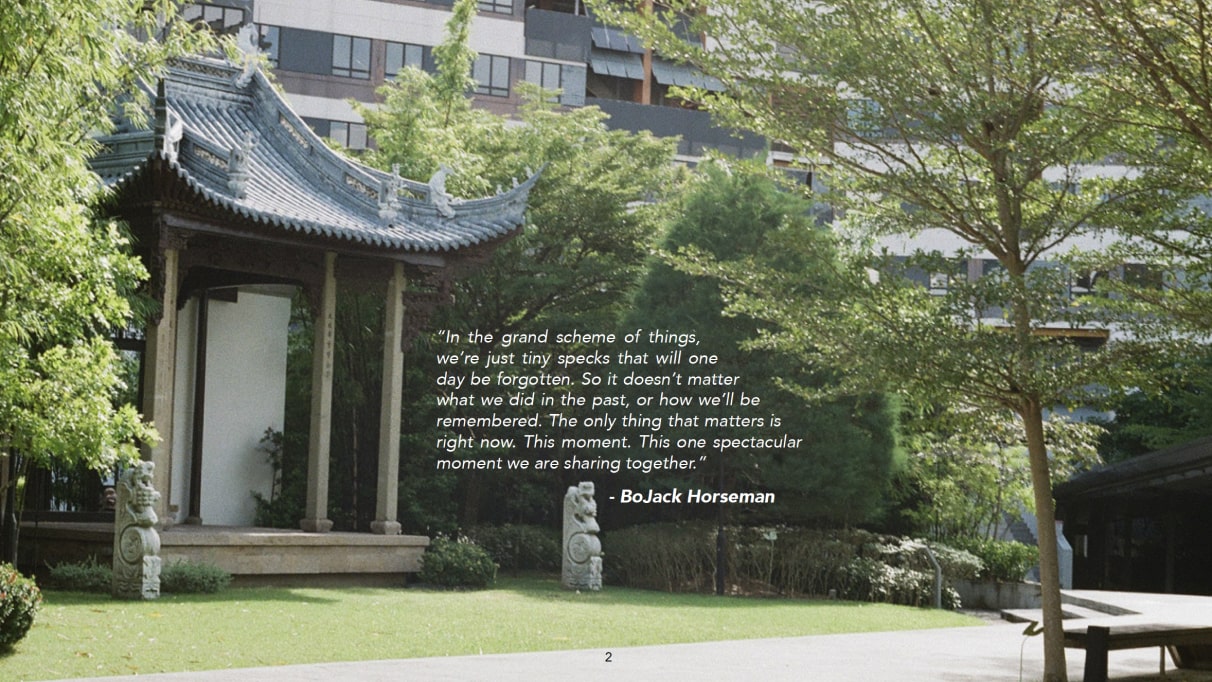 “In the grand scheme of things,
we’re just tiny specks that will one
day be forgotten. So it doesn’t matter
what we did in the past, or how we’ll be
remembered. The only thing that matters is
right now. This moment. This one spectacular
moment we are sharing together.”
- BoJack Horseman
2